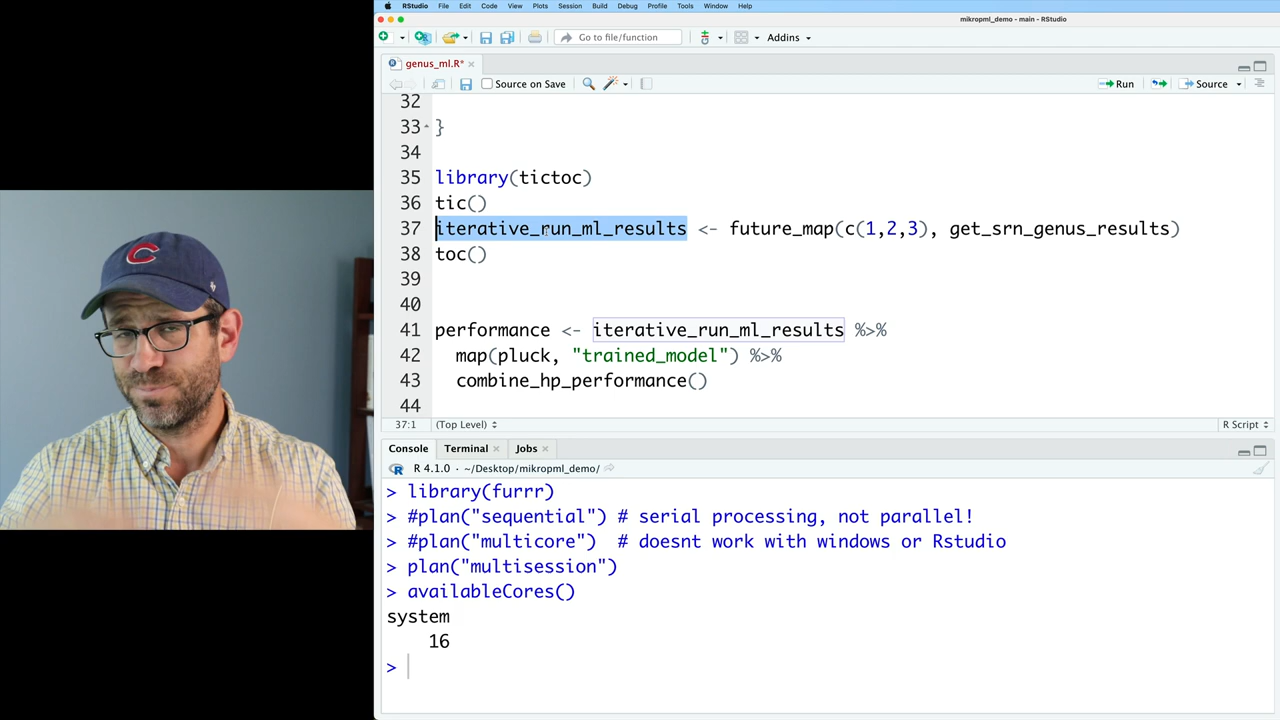 RStudio File Edit Code View Plots Session Build Debug Profile Tools Window Help
mikropml_demo - main - RStudio
Go to file/function Addins
genus_ml.R*
Source on Save Run Source
32
33 }
34
35 library(tictoc)
36 tic()
37 iterative_run_ml_results <- future_map(c(1,2,3), get_srn_genus_results)
38 toc()
39
40
41 performance <- iterative_run_ml_results %>%
42 map(pluck, "trained_model") %>%
43 combine_hp_performance()
44
37:1 (Top Level) R Script
Console Terminal Jobs
R 4.1.0 · ~/Desktop/mikropml_demo/
> library(furrr)
> #plan("sequential") # serial processing, not parallel!
> #plan("multicore") # doesnt work with windows or Rstudio
> plan("multisession")
> availableCores()
system
16
>
C